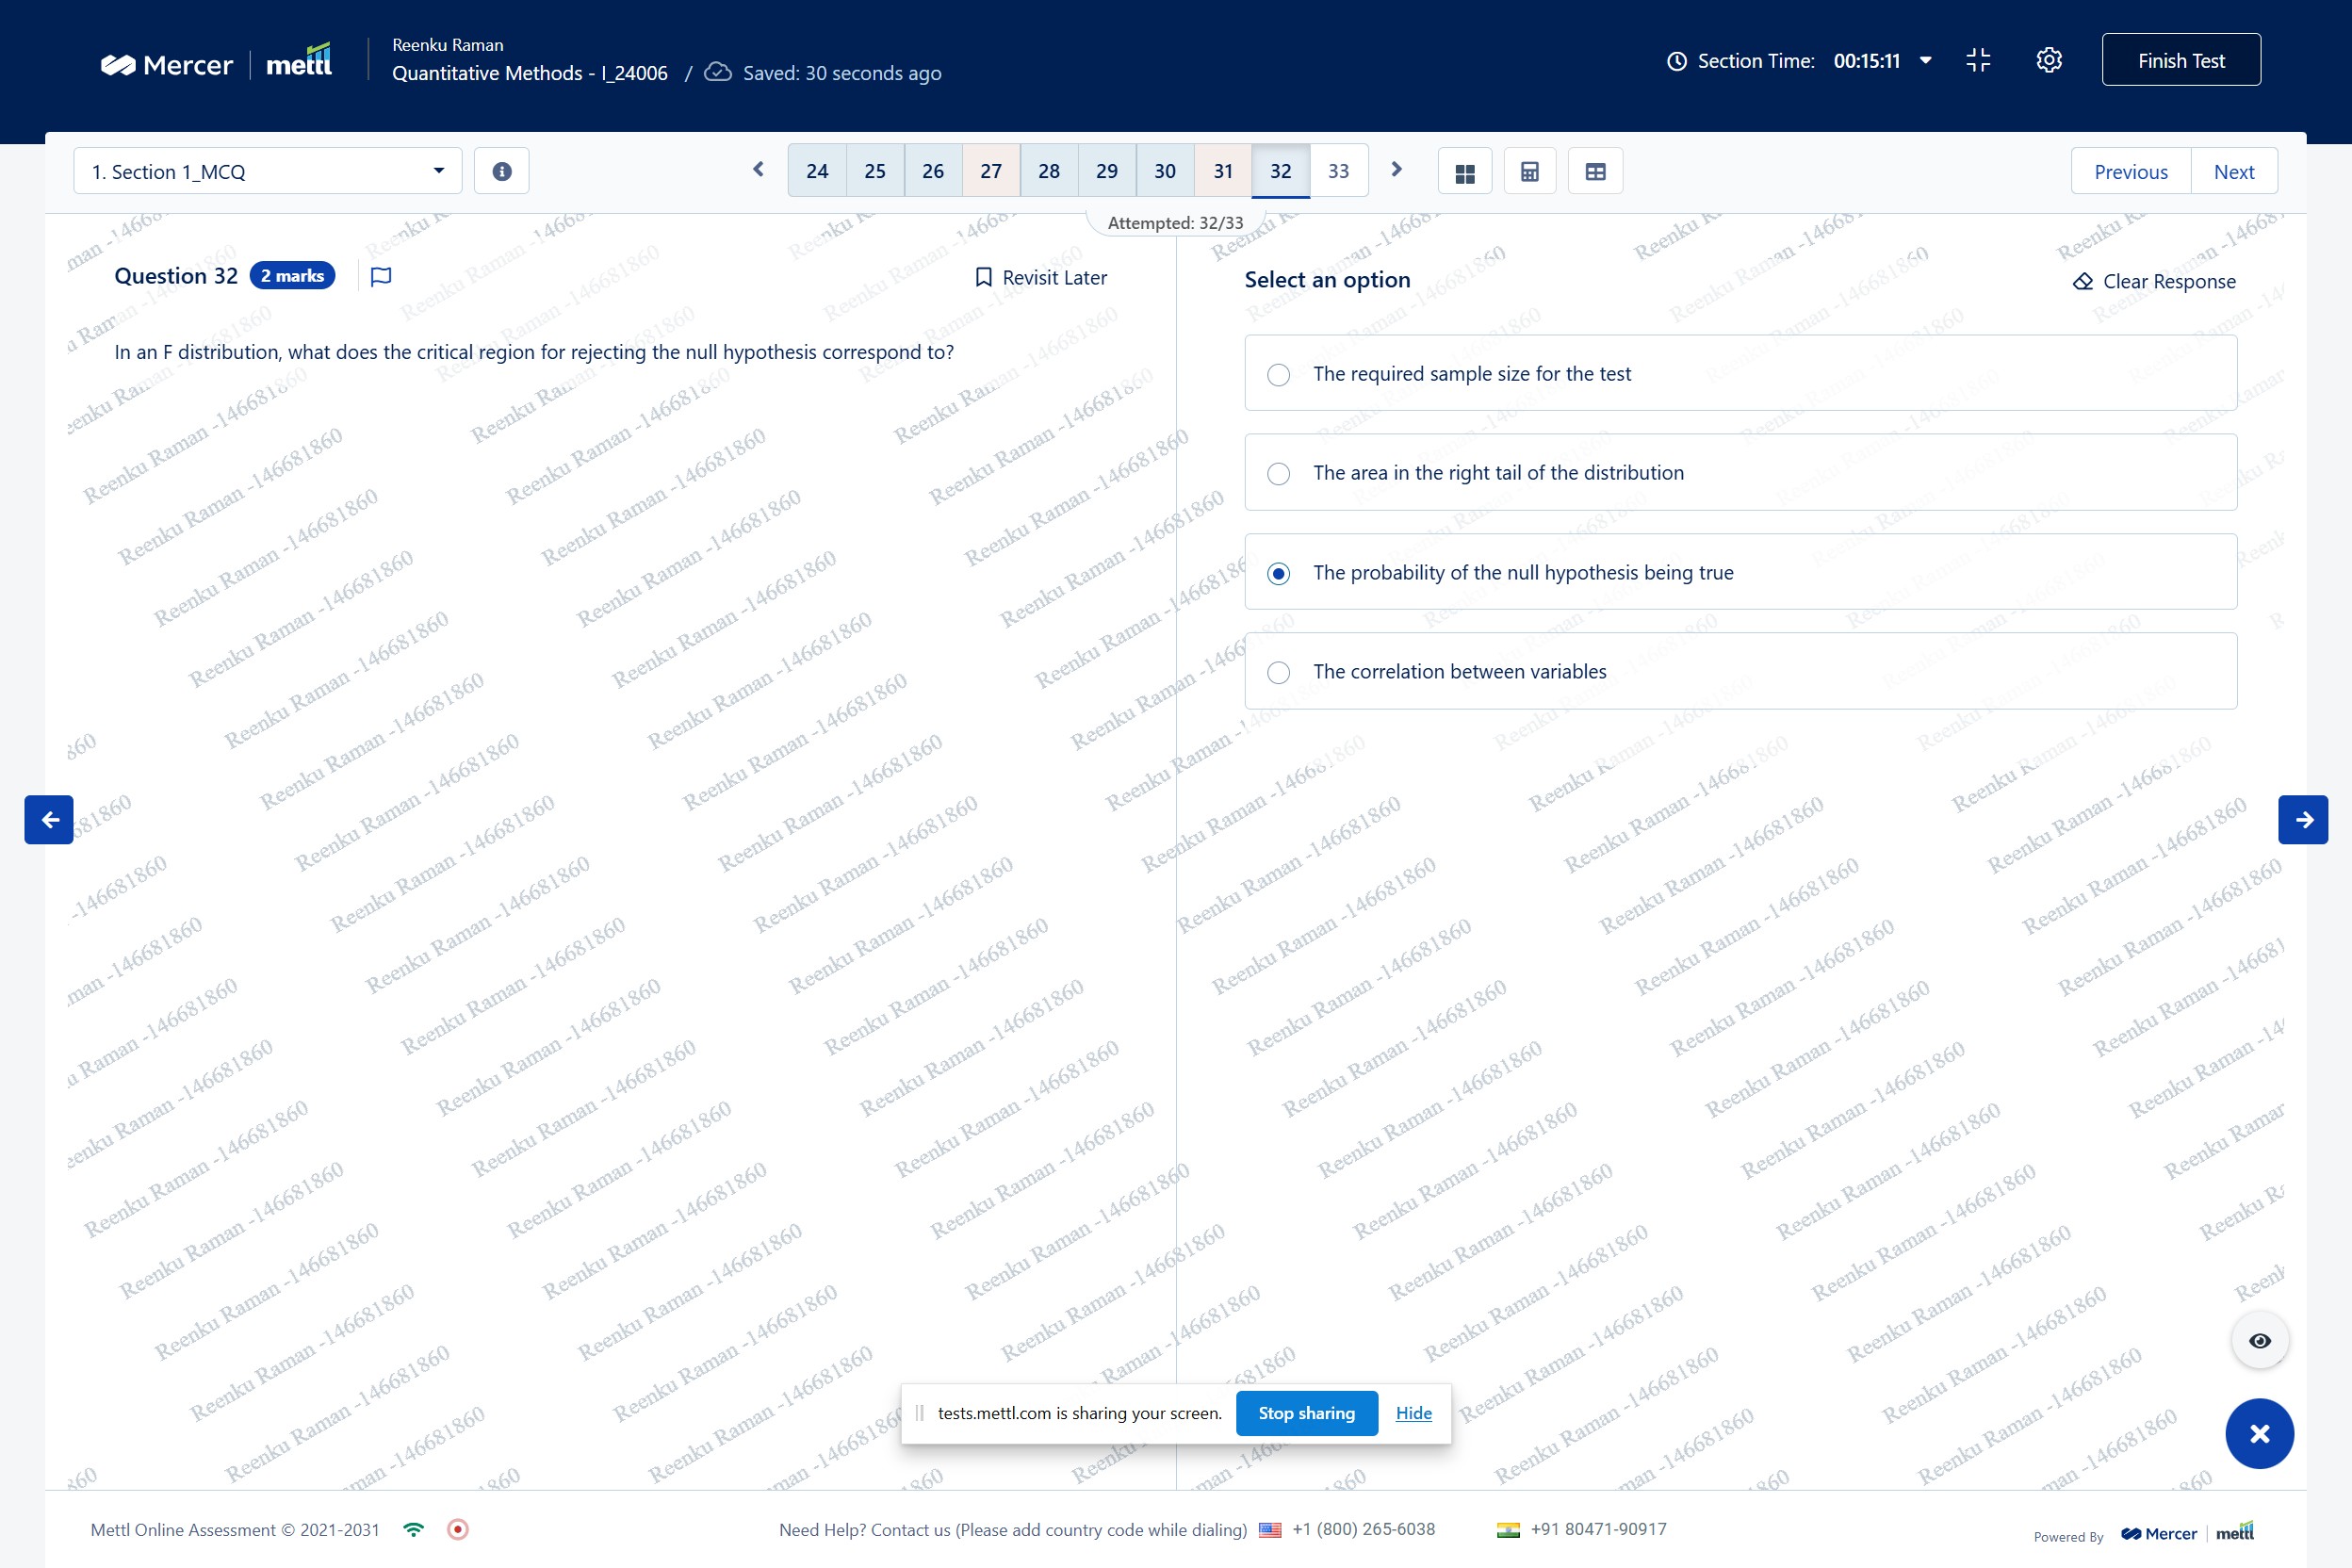 Mercer mettl
Reenku Raman
Quantitative Methods - I_24006 / Saved: 30 seconds ago
Section Time: 00:15:11
Finish Test
1. Section 1_MCQ
24 25 26 27 28 29 30 31 32 33
Previous Next
Attempted: 32/33
Question 32 2 marks
Revisit Later
In an F distribution, what does the critical region for rejecting the null hypothesis correspond to?
Select an option
Clear Response
The required sample size for the test
The area in the right tail of the distribution
The probability of the null hypothesis being true
The correlation between variables
Reenku Raman -146681860
tests.mettl.com is sharing your screen. Stop sharing Hide
Mettl Online Assessment © 2021-2031
Need Help? Contact us (Please add country code while dialing) +1 (800) 265-6038 +91 80471-90917
Powered By Mercer mettl